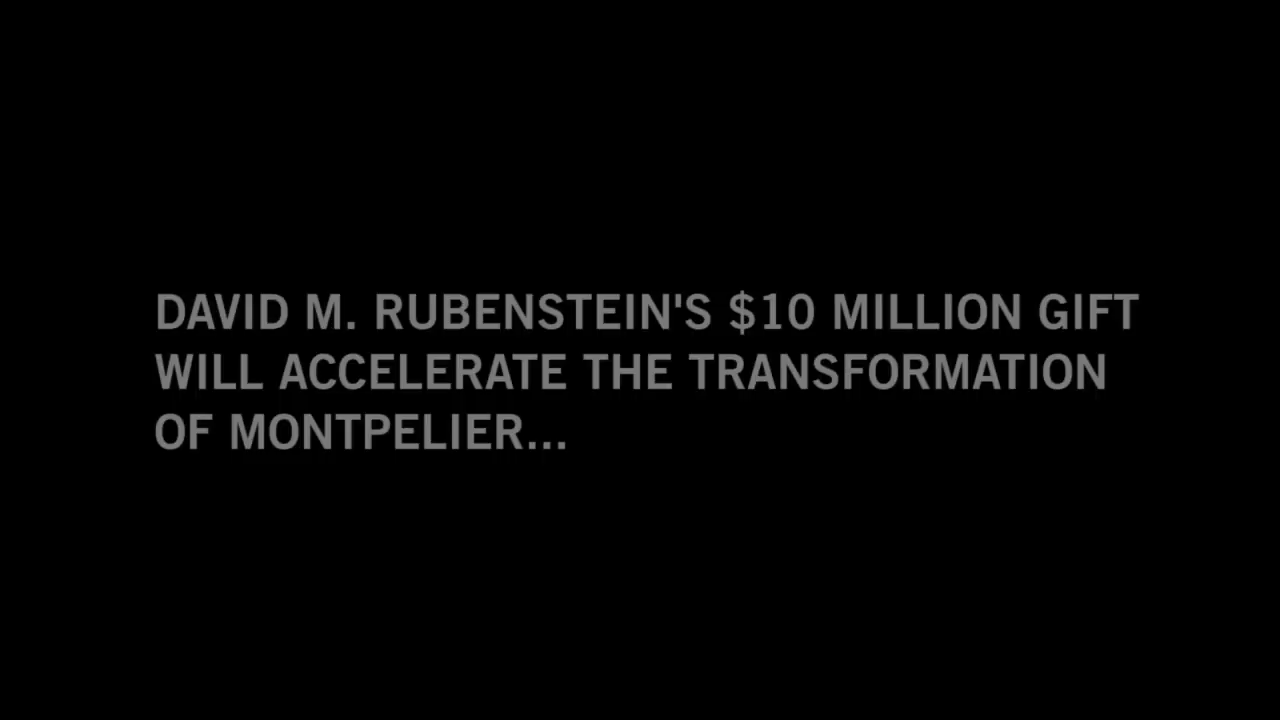 DAVID M. RUBENSTEIN'S $10 MILLION GIFT
WILL ACCELERATE THE TRANSFORMATION
OF MONTPELIER...